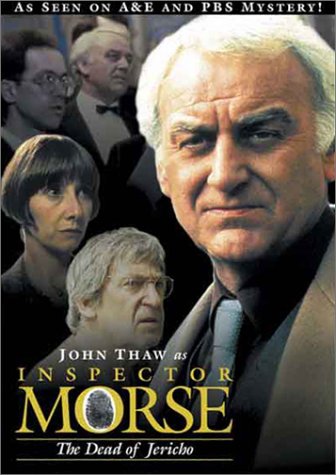 AS SEEN ON A&E AND PBS MYSTERY!
JOHN THAW as
INSPECTOR
MORSE
The Dead of Jericho